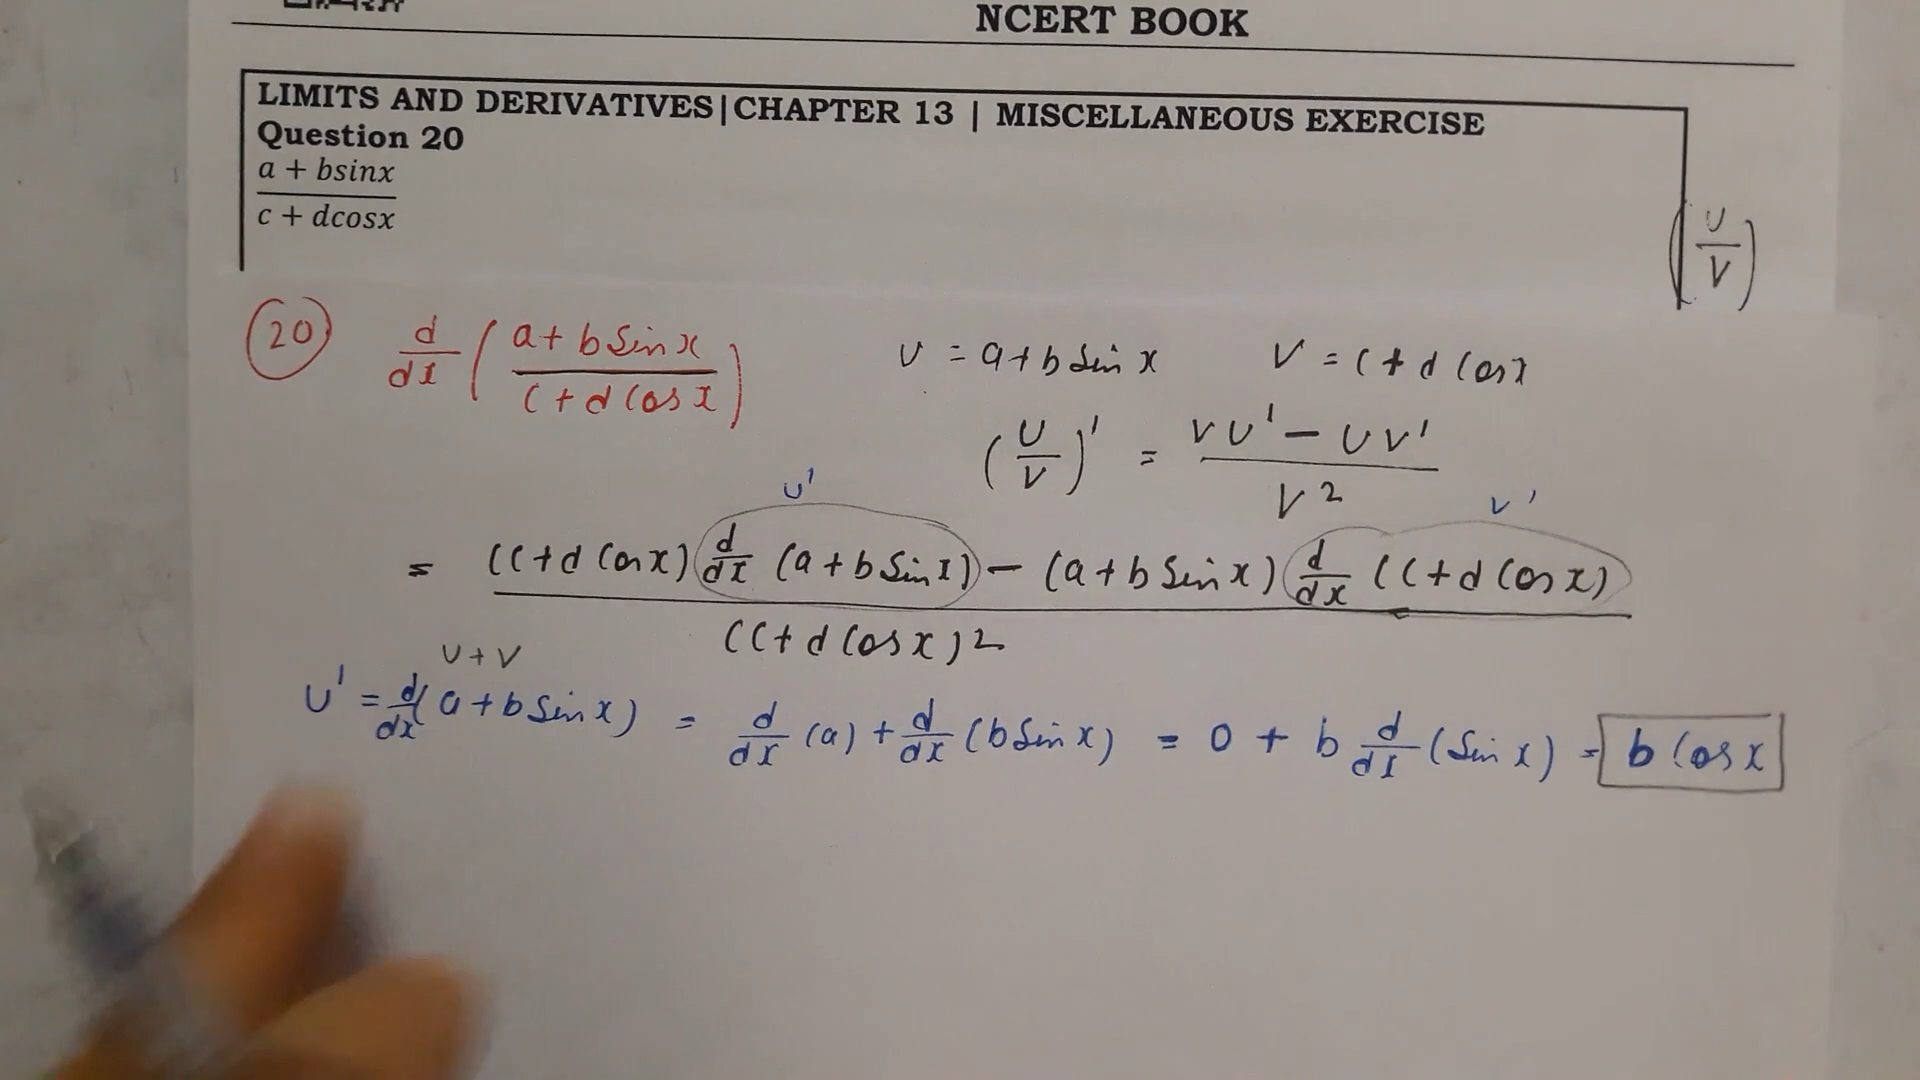 NCERT BOOK
LIMITS AND DERIVATIVES|CHAPTER 13 | MISCELLANEOUS EXERCISE
Question 20
a + bsinx
c + dcosx
(U/V)
20 d/dx (a + b Sin x / c + d Cos x) U = a + b Sin x V = c + d Cos x
(U/V)' = VU' - UV' / V²
U' V'
= (c + d Cos x) d/dx (a + b Sin x) - (a + b Sin x) d/dx (c + d Cos x)
(c + d Cos x)2
U + V
U' = d/dx (a + b Sin x) = d/dx (a) + d/dx (b Sin x) = 0 + b d/dx (Sin x) = b Cos x